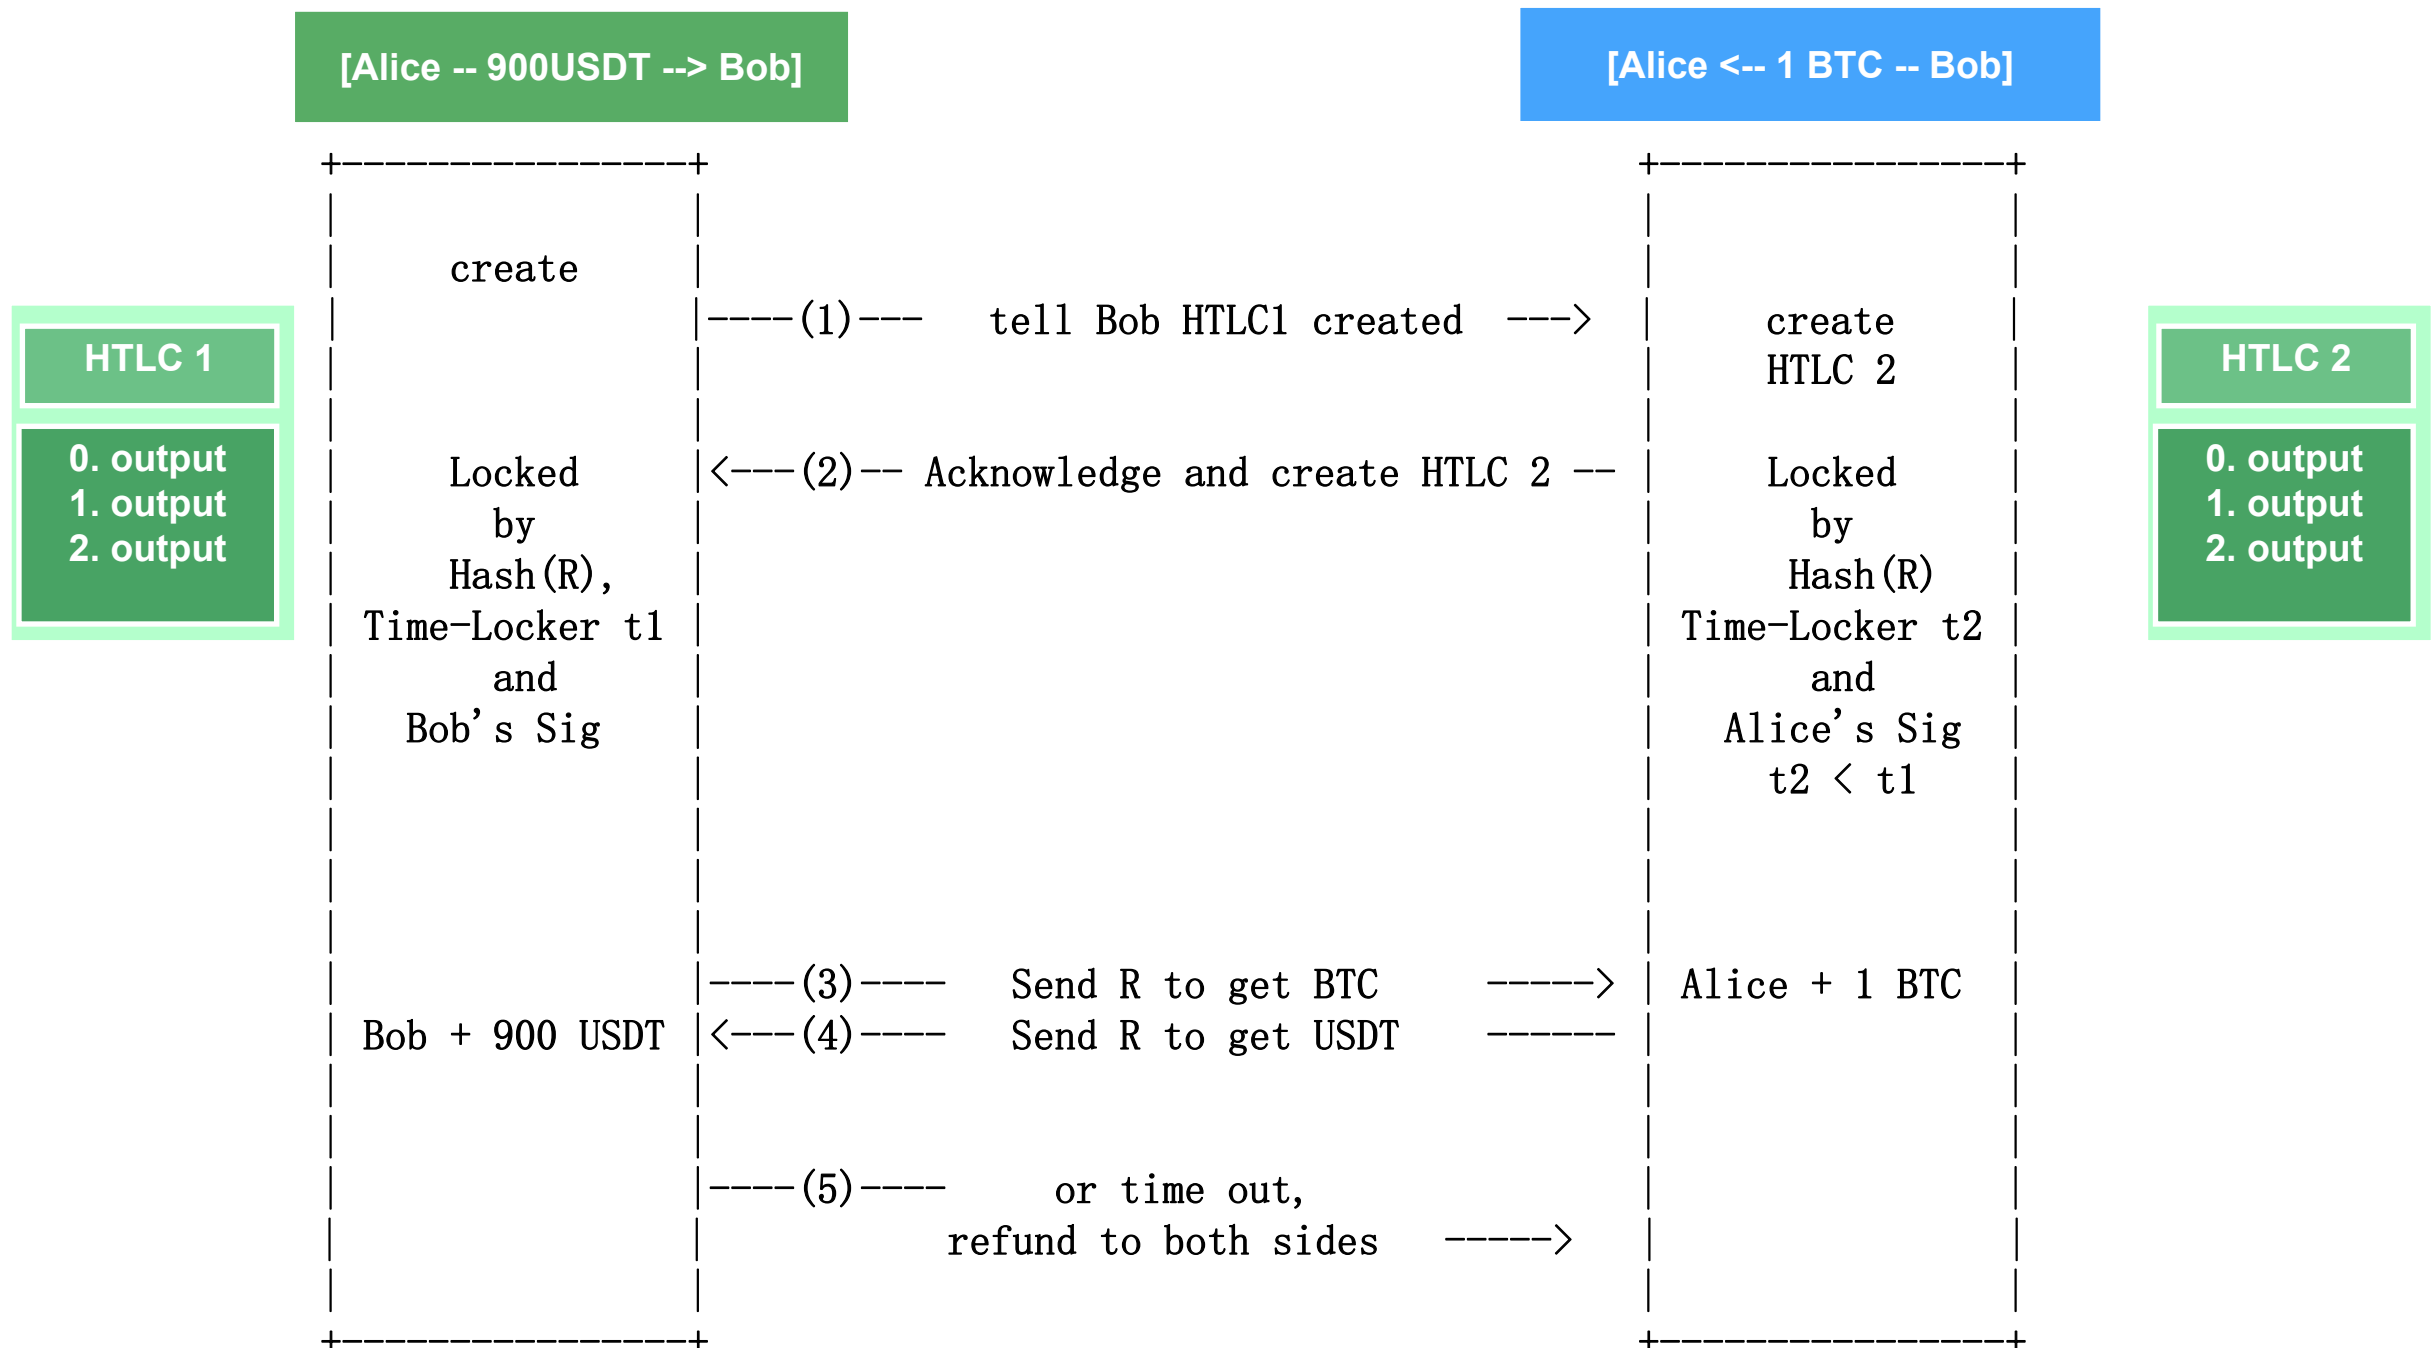 [Alice -- 900USDT --> Bob]
[Alice <-- 1 BTC -- Bob]
create
----(1)--- tell Bob HTLC1 created --->
create
HTLC 2
HTLC 1
0. output
1. output
2. output
HTLC 2
0. output
1. output
2. output
Locked
by
Hash(R),
Time-Locker t1
and
Bob's Sig
<---(2)-- Acknowledge and create HTLC 2 --
Locked
by
Hash(R)
Time-Locker t2
and
Alice's Sig
t2 < t1
----(3)---- Send R to get BTC ----->
Alice + 1 BTC
Bob + 900 USDT
<---(4)---- Send R to get USDT ------
----(5)---- or time out,
refund to both sides ----->